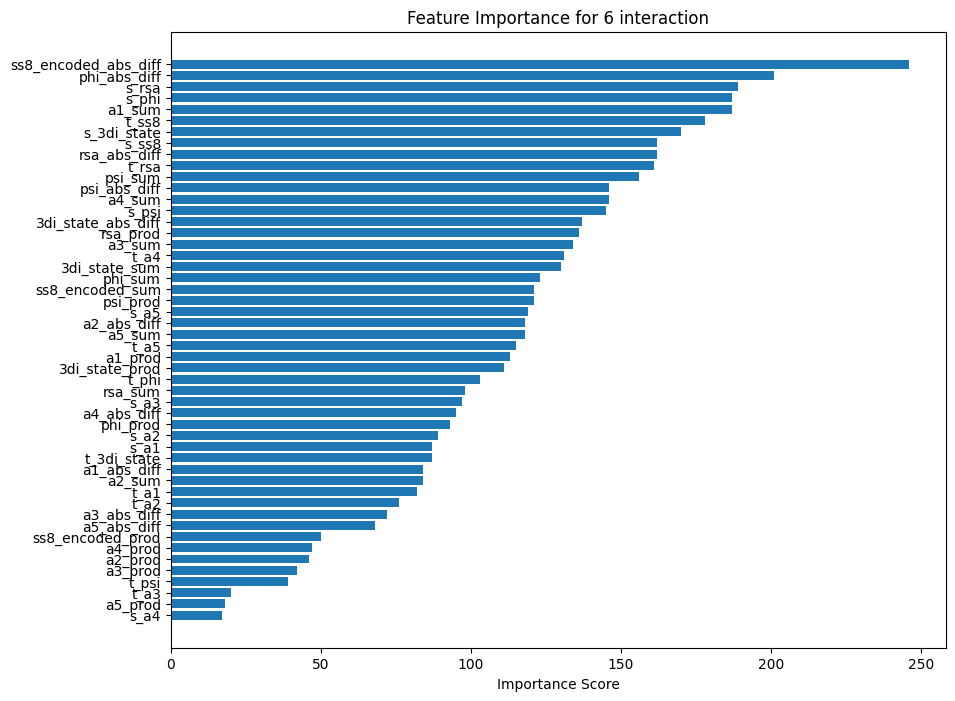 Feature Importance for 6 interaction
ss8_encoded_abs_diff
phi_abs_diff
s_rsa
s_phi
a1_sum
t_ss8
s_3di_state
s_ss8
rsa_abs_diff
t_rsa
psi_sum
psi_abs_diff
a4_sum
s_psi
3di_state_abs_diff
rsa_prod
a3_sum
t_a4
3di_state_sum
phi_sum
ss8_encoded_sum
psi_prod
s_a5
a2_abs_diff
a5_sum
t_a5
a1_prod
3di_state_prod
t_phi
rsa_sum
s_a3
a4_abs_diff
phi_prod
s_a2
s_a1
t_3di_state
a1_abs_diff
a2_sum
t_a1
t_a2
a3_abs_diff
a5_abs_diff
ss8_encoded_prod
a4_prod
a2_prod
a3_prod
t_psi
t_a3
a5_prod
s_a4
0 50 100 150 200 250
Importance Score